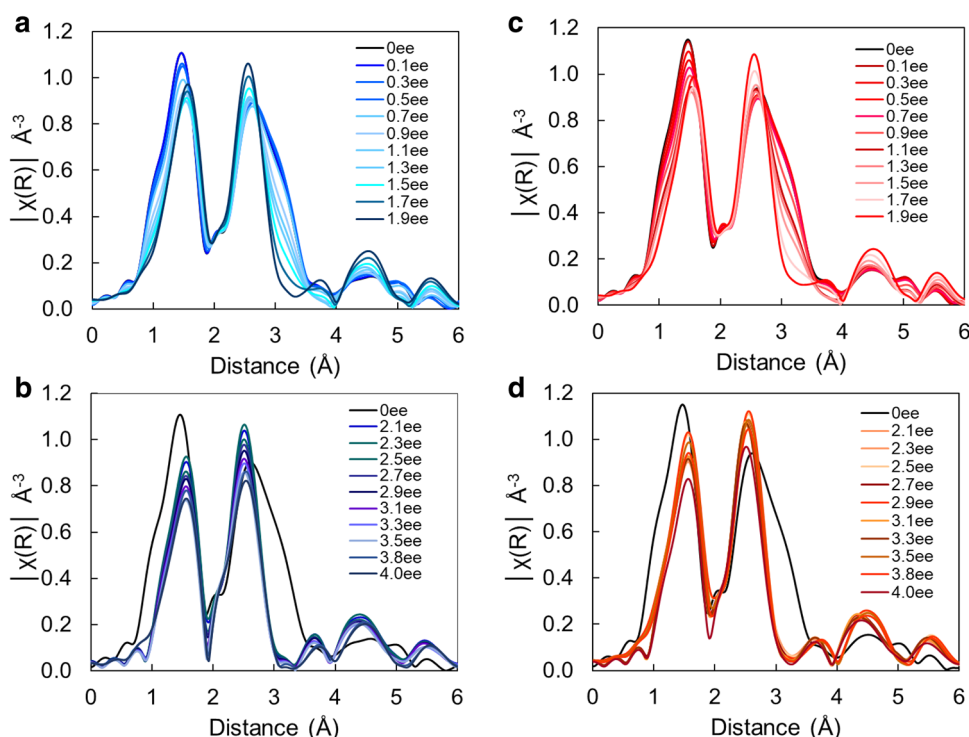 a
1.2
1.0
0.8
0.6
0.4
0.2
0.0
|χ(R)| Å⁻³
0 1 2 3 4 5 6
Distance (Å)
0ee
0.1ee
0.3ee
0.5ee
0.7ee
0.9ee
1.1ee
1.3ee
1.5ee
1.7ee
1.9ee
c
1.2
1.0
0.8
0.6
0.4
0.2
0.0
|χ(R)| Å⁻³
0 1 2 3 4 5 6
Distance (Å)
0ee
0.1ee
0.3ee
0.5ee
0.7ee
0.9ee
1.1ee
1.3ee
1.5ee
1.7ee
1.9ee
b
1.2
1.0
0.8
0.6
0.4
0.2
0.0
|χ(R)| Å⁻³
0 1 2 3 4 5 6
Distance (Å)
0ee
2.1ee
2.3ee
2.5ee
2.7ee
2.9ee
3.1ee
3.3ee
3.5ee
3.8ee
4.0ee
d
1.2
1.0
0.8
0.6
0.4
0.2
0.0
|χ(R)| Å⁻³
0 1 2 3 4 5 6
Distance (Å)
0ee
2.1ee
2.3ee
2.5ee
2.7ee
2.9ee
3.1ee
3.3ee
3.5ee
3.8ee
4.0ee